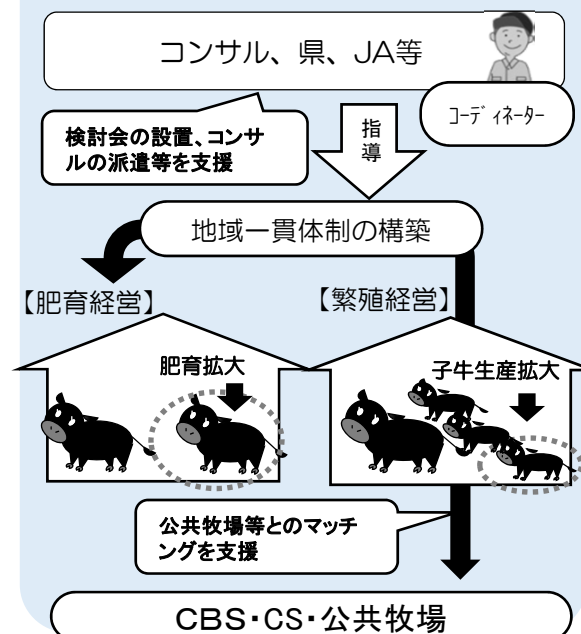 コンサル、県、JA等
コーディネーター
検討会の設置、コンサ
ルの派遣等を支援
指
導
地域一貫体制の構築
【肥育経営】
【繁殖経営】
肥育拡大
子牛生産拡大
公共牧場等とのマッチ
ングを支援
CBS・CS・公共牧場